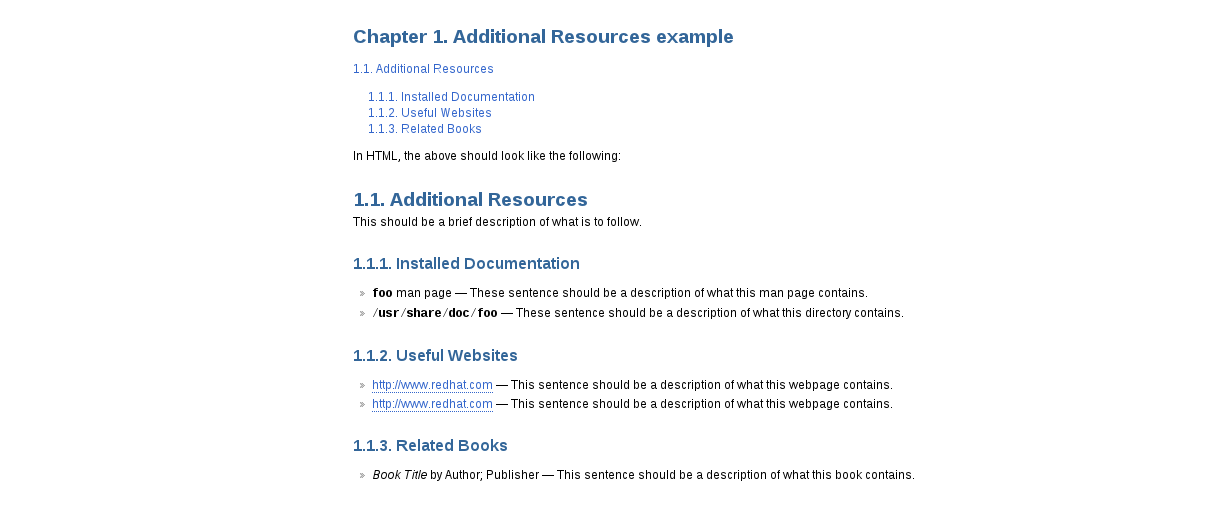 Chapter 1. Additional Resources example
1.1. Additional Resources
1.1.1. Installed Documentation
1.1.2. Useful Websites
1.1.3. Related Books
In HTML, the above should look like the following:
1.1. Additional Resources
This should be a brief description of what is to follow.
1.1.1. Installed Documentation
» foo man page — These sentence should be a description of what this man page contains.
» /usr/share/doc/foo — These sentence should be a description of what this directory contains.
1.1.2. Useful Websites
» http://www.redhat.com — This sentence should be a description of what this webpage contains.
» http://www.redhat.com — This sentence should be a description of what this webpage contains.
1.1.3. Related Books
» Book Title by Author; Publisher — This sentence should be a description of what this book contains.